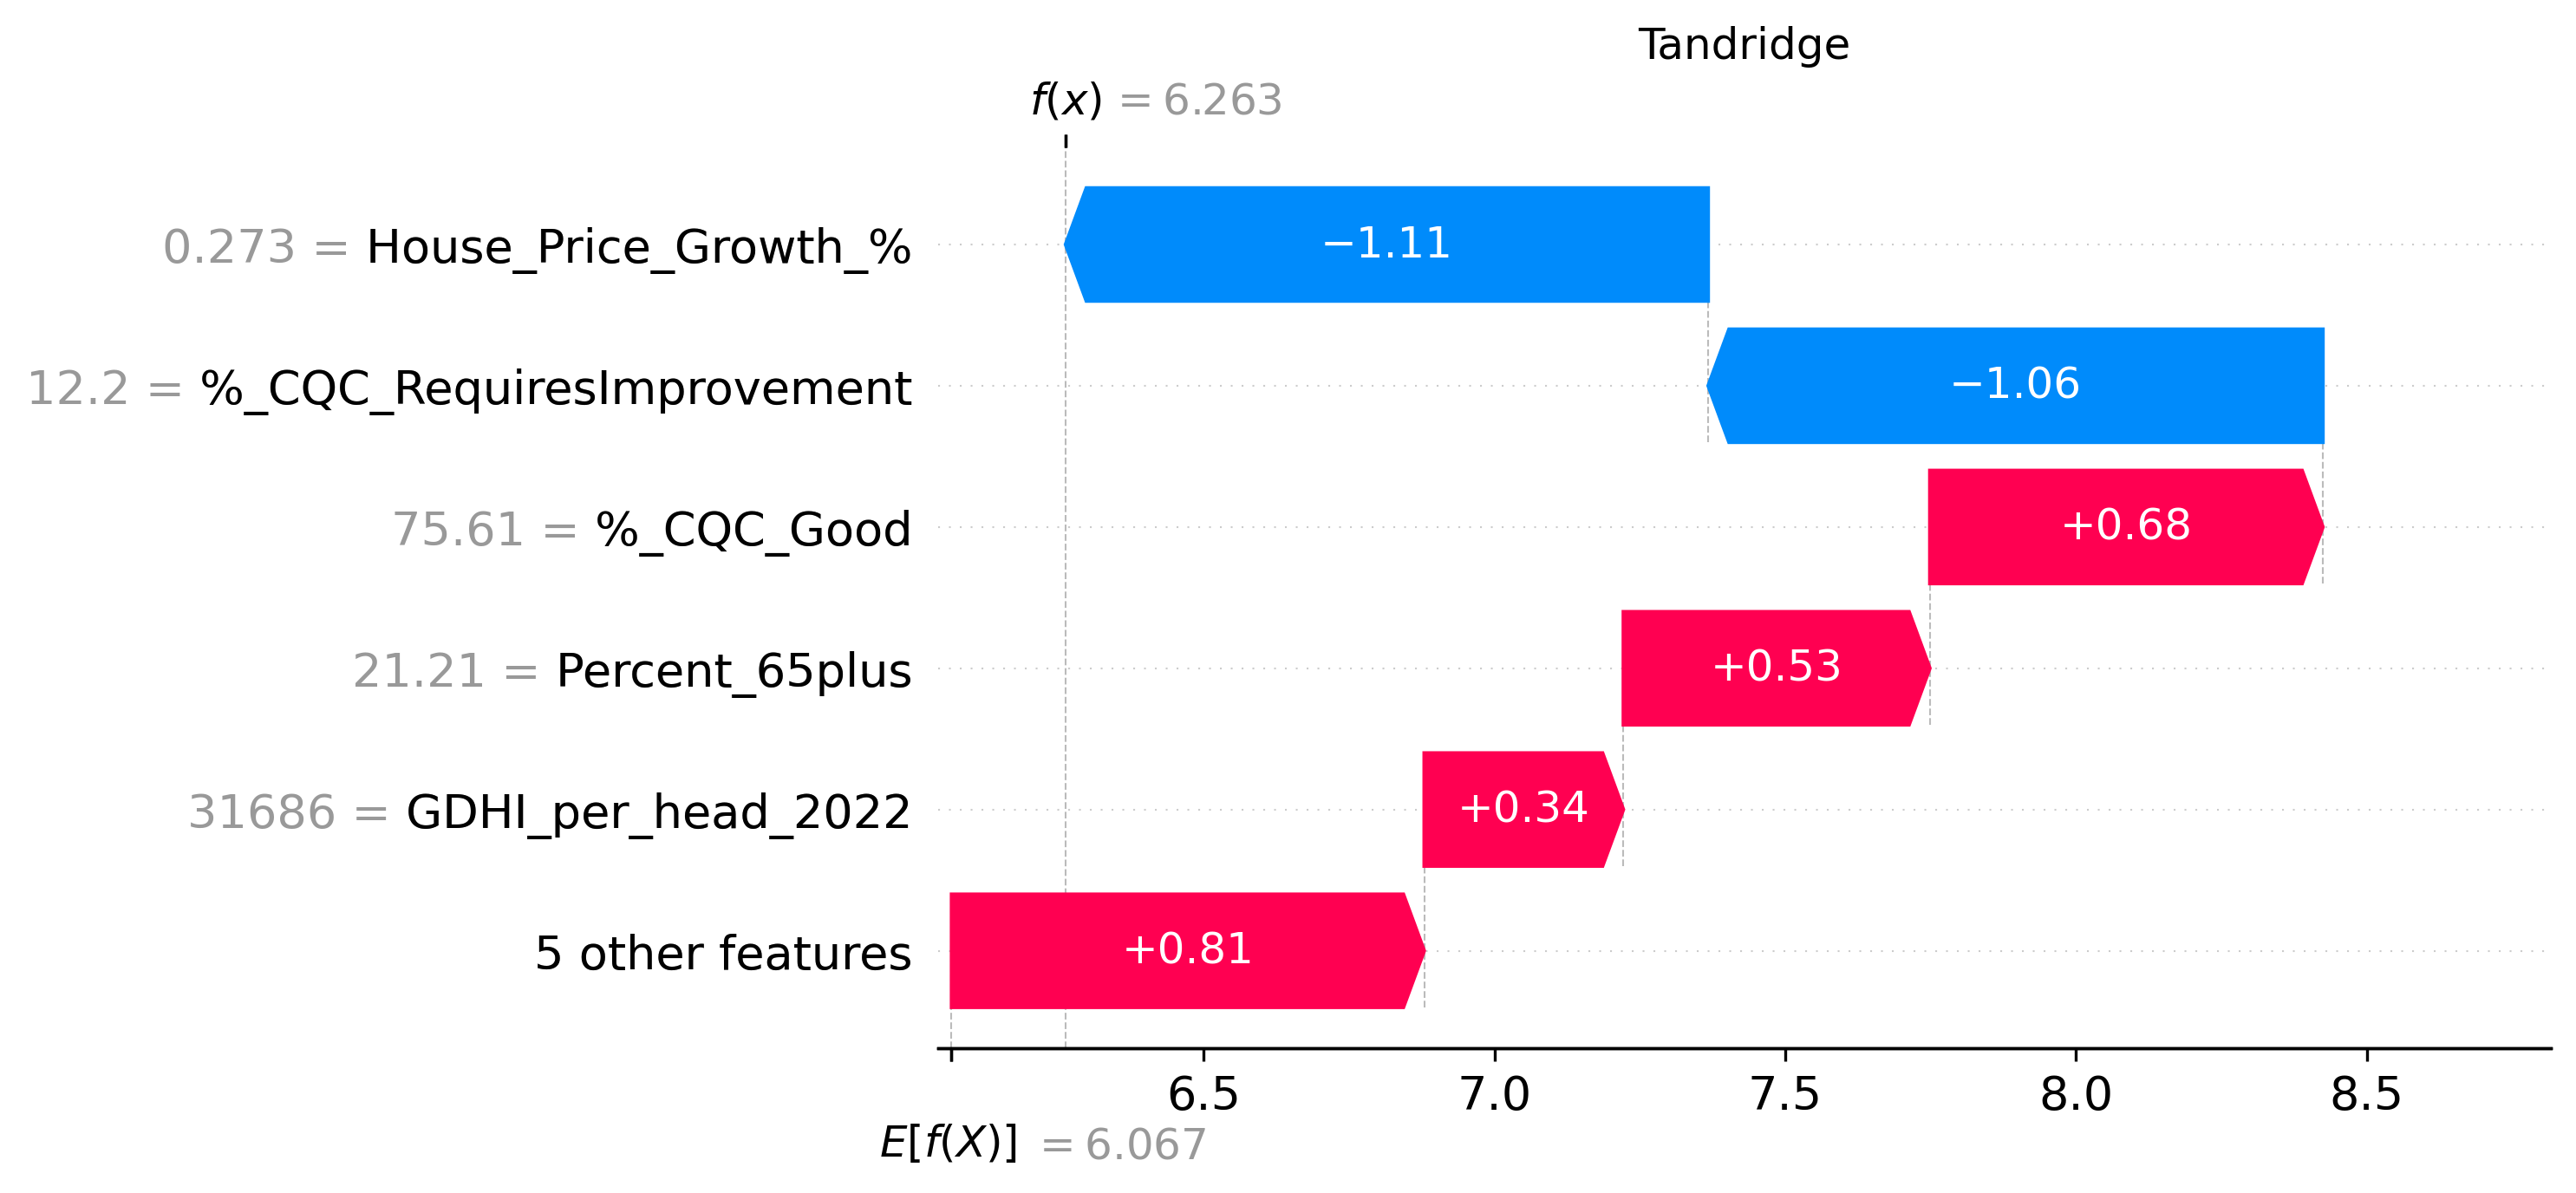 Tandridge
f(x) = 6.263
0.273 = House_Price_Growth_% −1.11
12.2 = %_CQC_RequiresImprovement −1.06
75.61 = %_CQC_Good +0.68
21.21 = Percent_65plus +0.53
31686 = GDHI_per_head_2022 +0.34
5 other features +0.81
6.5 7.0 7.5 8.0 8.5
E[f(X)] = 6.067